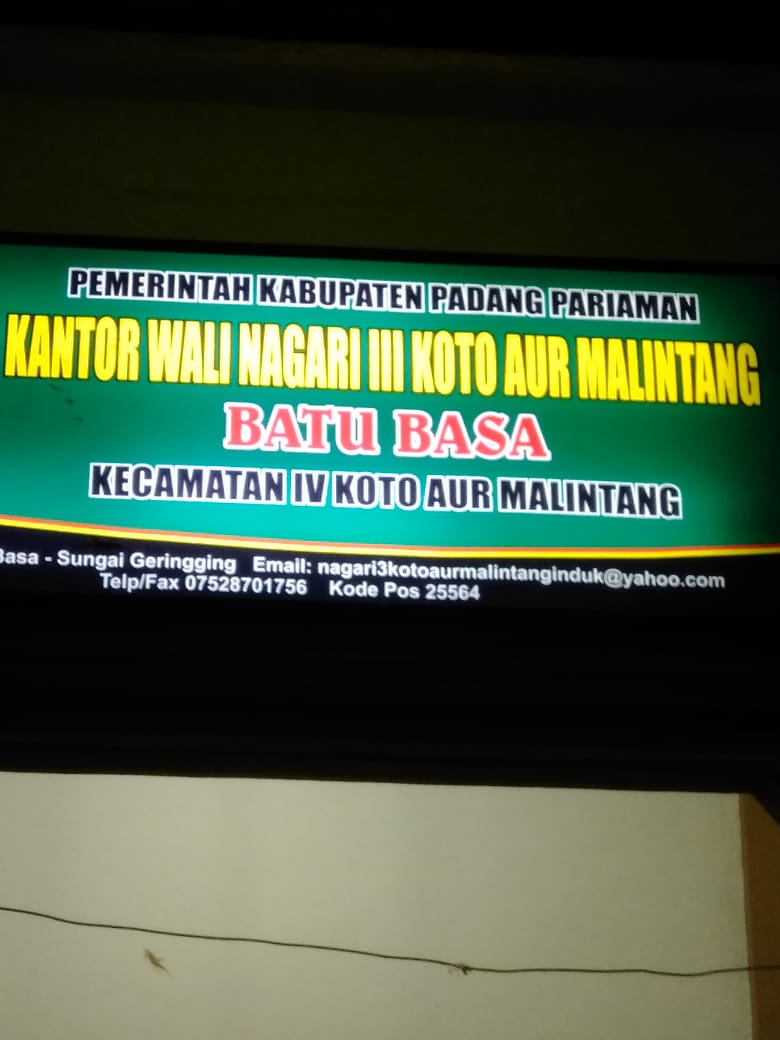 PEMERINTAH KABUPATEN PADANG PARIAMAN
KANTOR WALI NAGARI III KOTO AUR MALINTANG
BATU BASA
KECAMATAN IV KOTO AUR MALINTANG
Basa - Sungai Geringging Email: nagari3kotoaurmalintanginduk@yahoo.com
Telp/Fax 07528701756 Kode Pos 25564